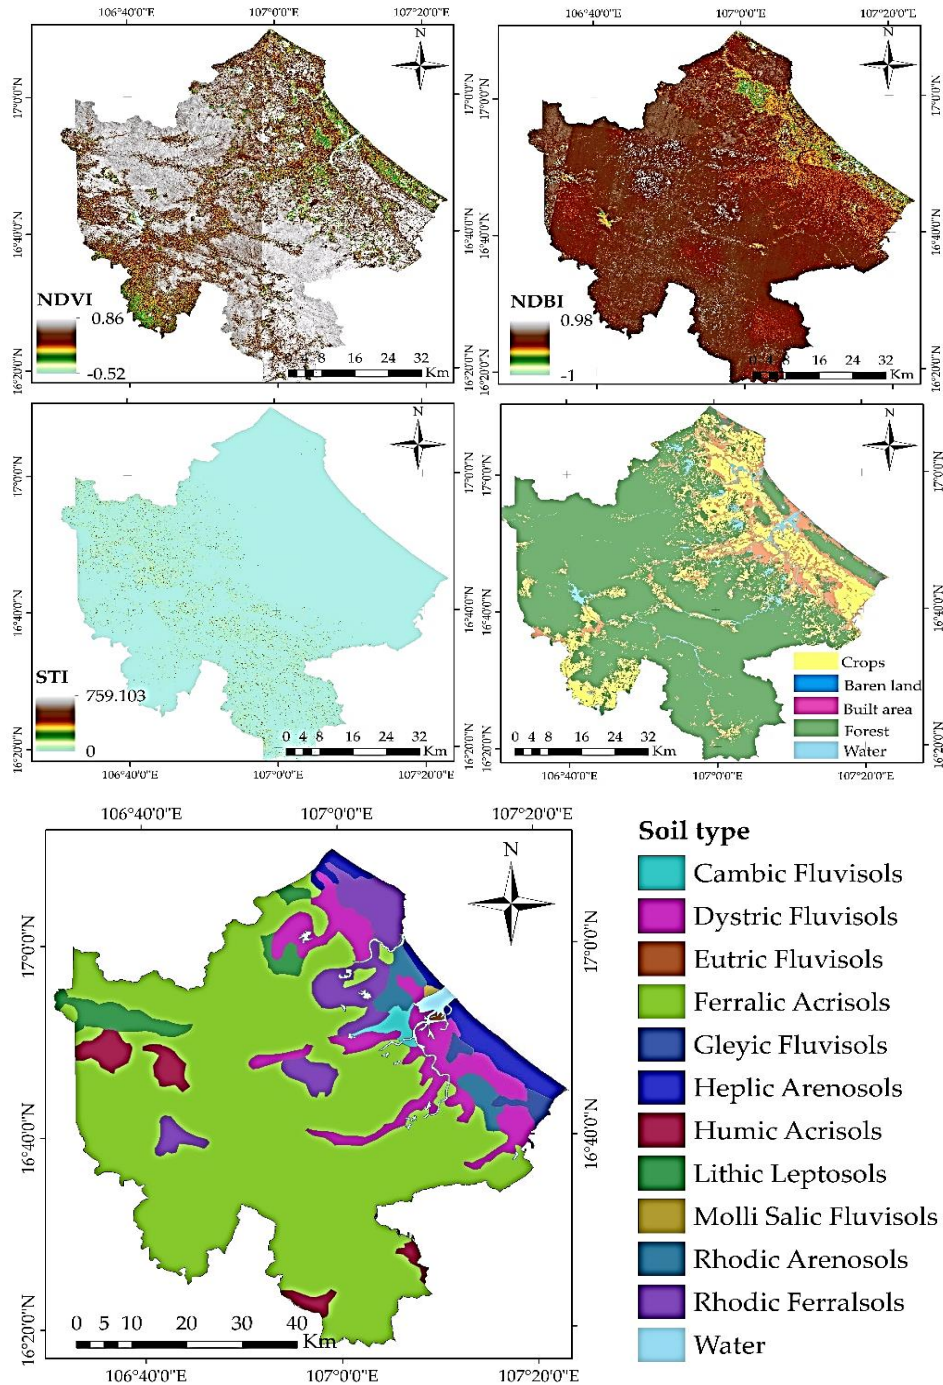 106°40'0"E 107°0'0"E 107°20'0"E
N
17°0'0"N
16°40'0"N
16°20'0"N
NDVI
0.86
-0.52
0 4 8 16 24 32
Km
106°40'0"E 107°0'0"E 107°20'0"E
N
17°0'0"N 17°0'0"N
16°40'0"N 16°40'0"N
16°20'0"N 16°20'0"N
NDBI
0.98
-1
0 4 8 16 24 32
Km
N
17°0'0"N
16°40'0"N
16°20'0"N
STI
759.103
0
0 4 8 16 24 32
Km
106°40'0"E 107°0'0"E 107°20'0"E
N
17°0'0"N 17°0'0"N
16°40'0"N 16°40'0"N
16°20'0"N 16°20'0"N
Crops
Baren land
Built area
Forest
Water
0 4 8 16 24 32
Km
106°40'0"E 107°0'0"E 107°20'0"E
106°40'0"E 107°0'0"E 107°20'0"E
N
17°0'0"N 17°0'0"N
16°40'0"N 16°40'0"N
16°20'0"N
0 5 10 20 30 40
Km
106°40'0"E 107°0'0"E 107°20'0"E
Soil type
Cambic Fluvisols
Dystric Fluvisols
Eutric Fluvisols
Ferralic Acrisols
Gleyic Fluvisols
Heplic Arenosols
Humic Acrisols
Lithic Leptosols
Molli Salic Fluvisols
Rhodic Arenosols
Rhodic Ferralsols
Water